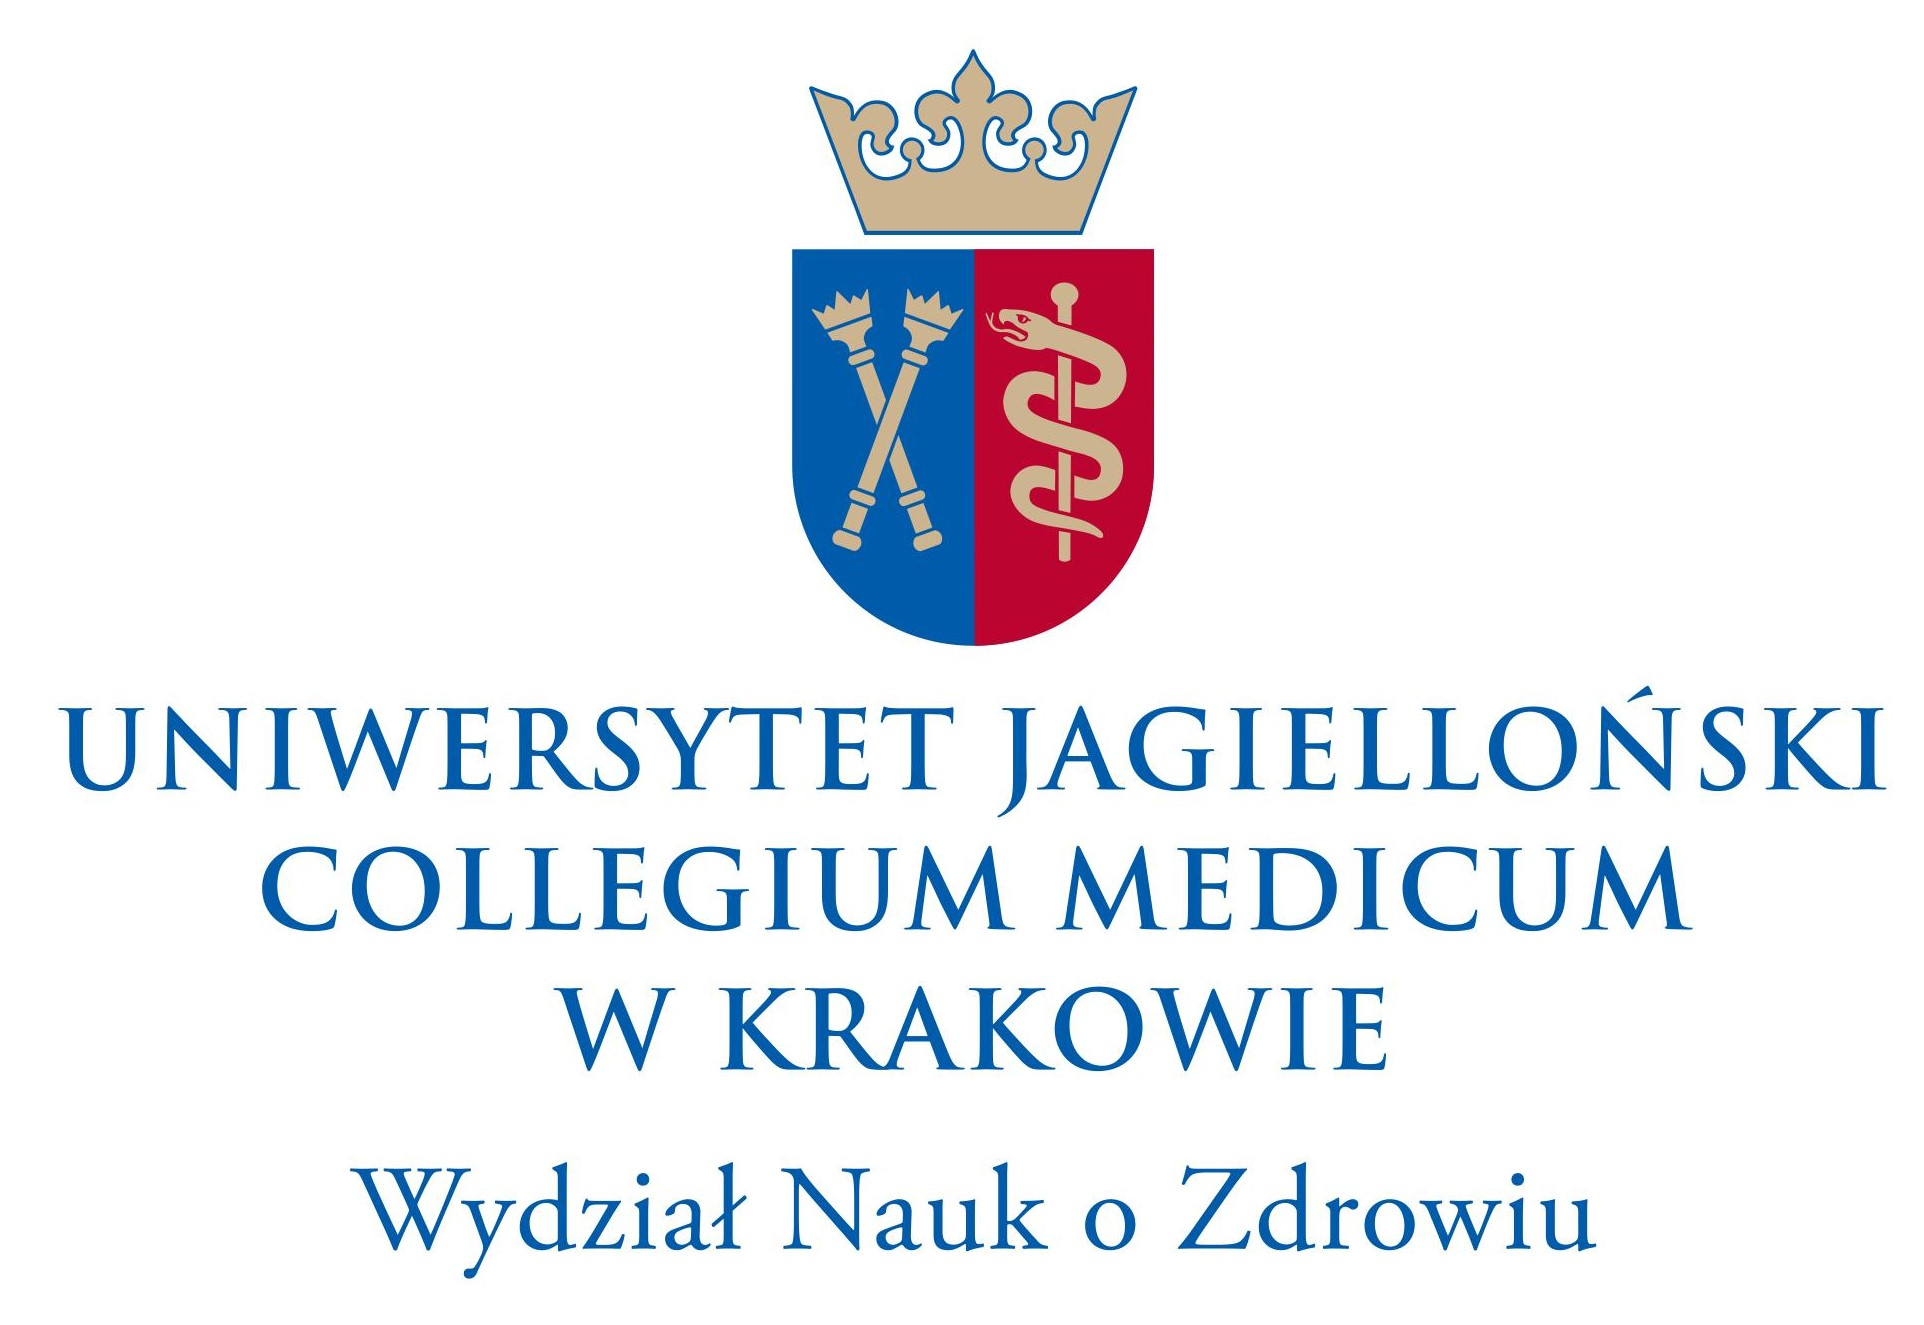 UNIWERSYTET JAGIELLOŃSKI
COLLEGIUM MEDICUM
W KRAKOWIE
Wydział Nauk o Zdrowiu